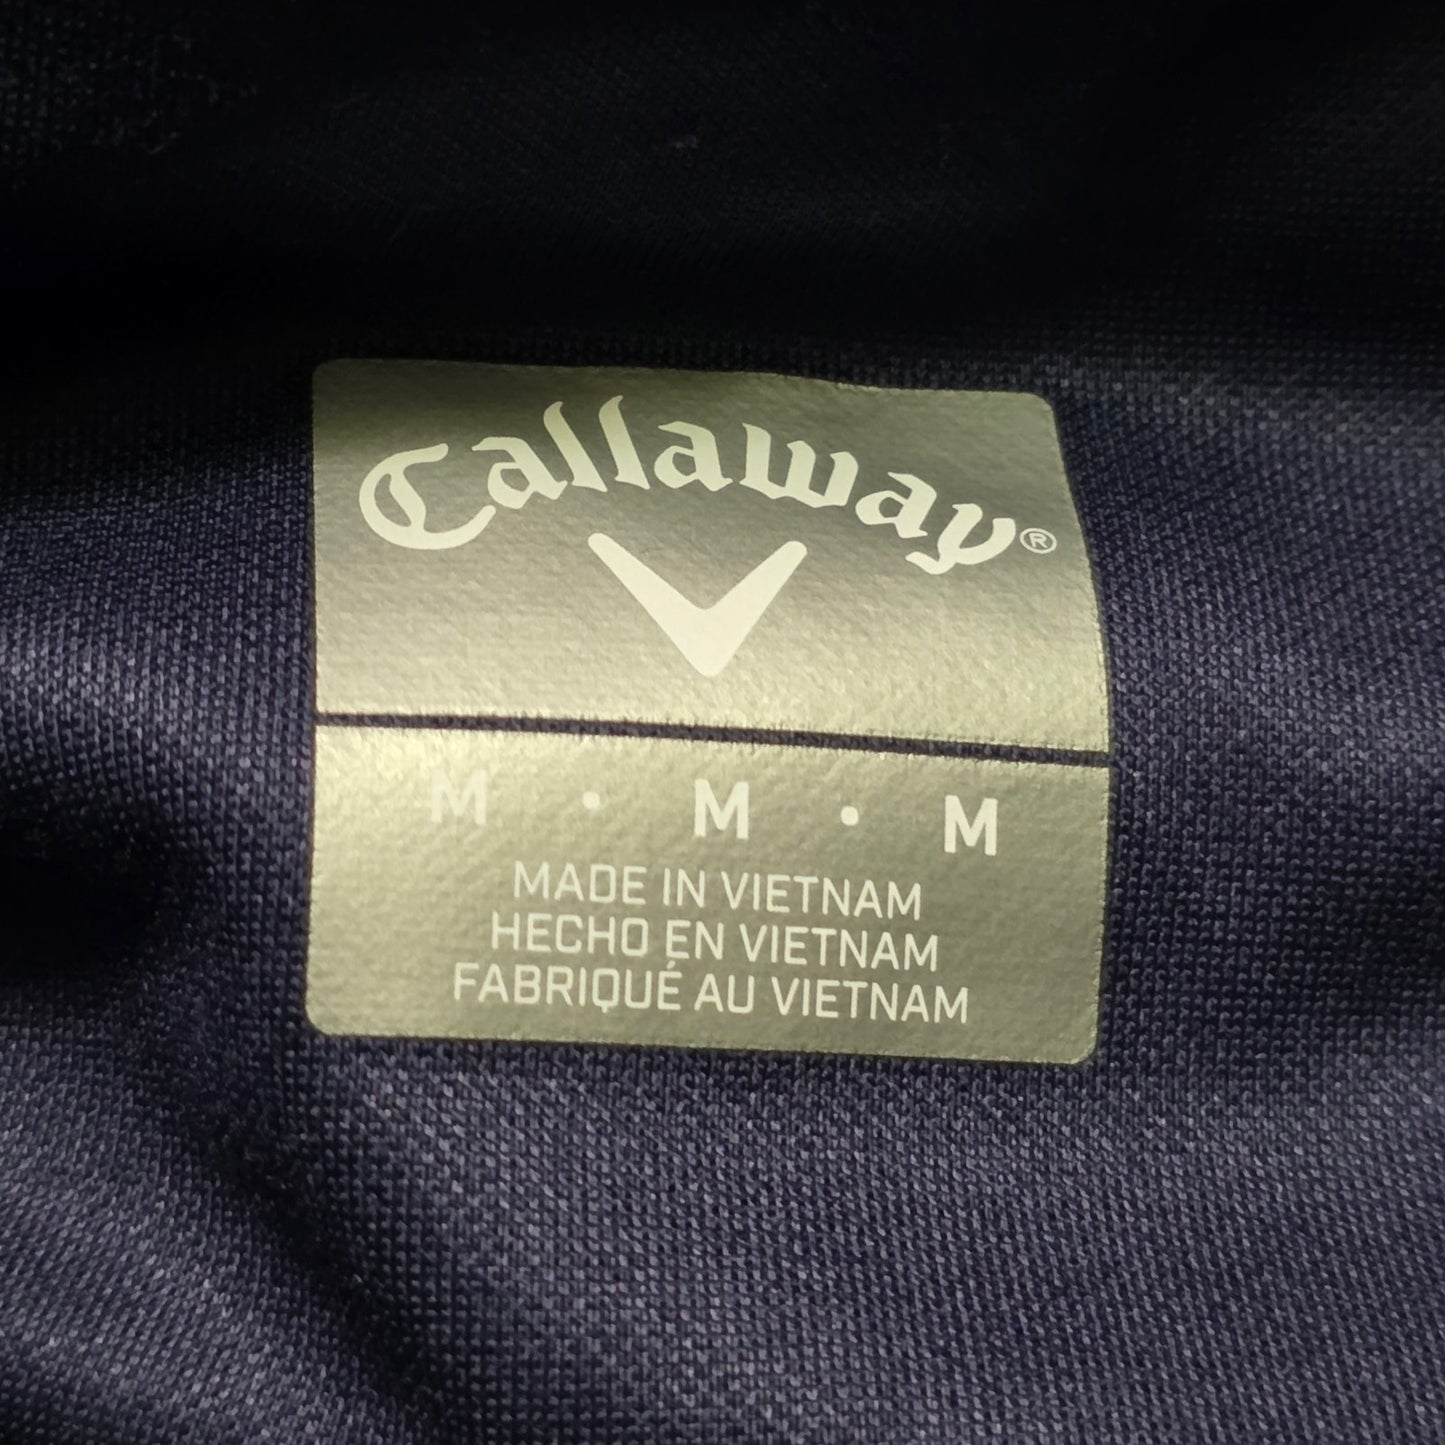 Callaway®
M • M • M
MADE IN VIETNAM
HECHO EN VIETNAM
FABRIQUÉ AU VIETNAM